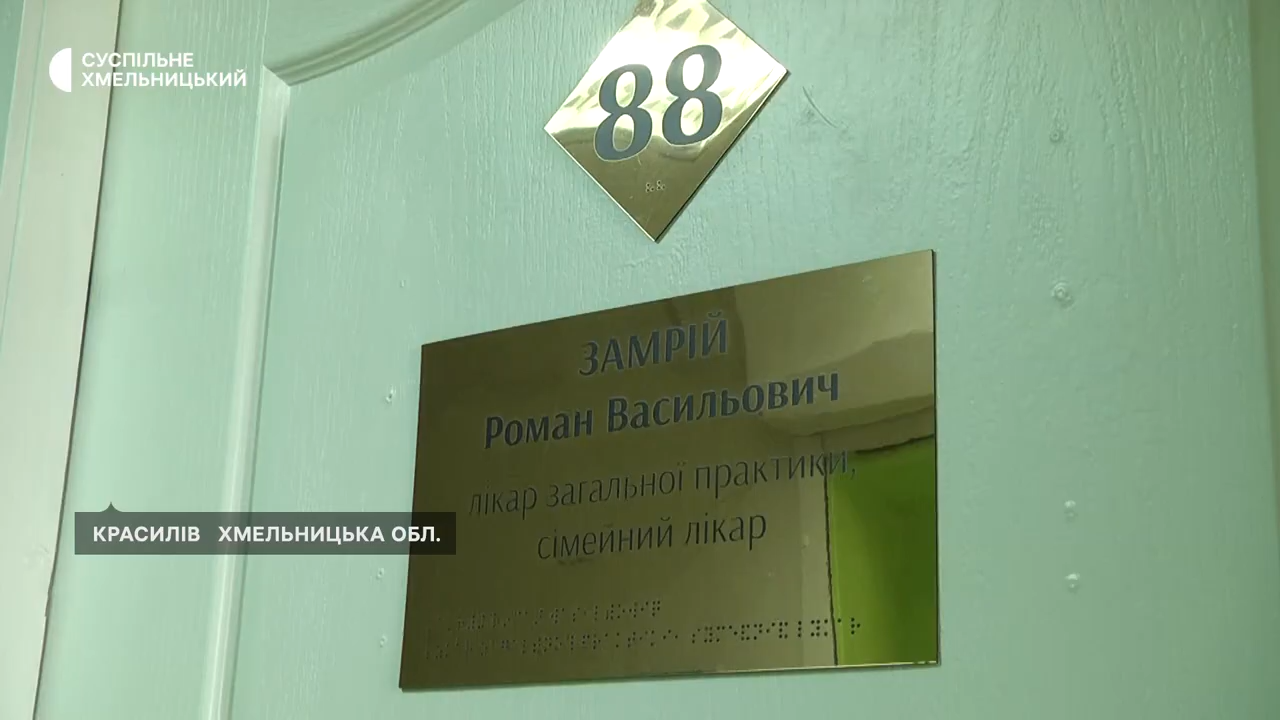 СУСПІЛЬНЕ
ХМЕЛЬНИЦЬКИЙ
88
ЗАМРІЙ
Роман Васильович
лікар загальної практики,
сімейний лікар
КРАСИЛІВ ХМЕЛЬНИЦЬКА ОБЛ.